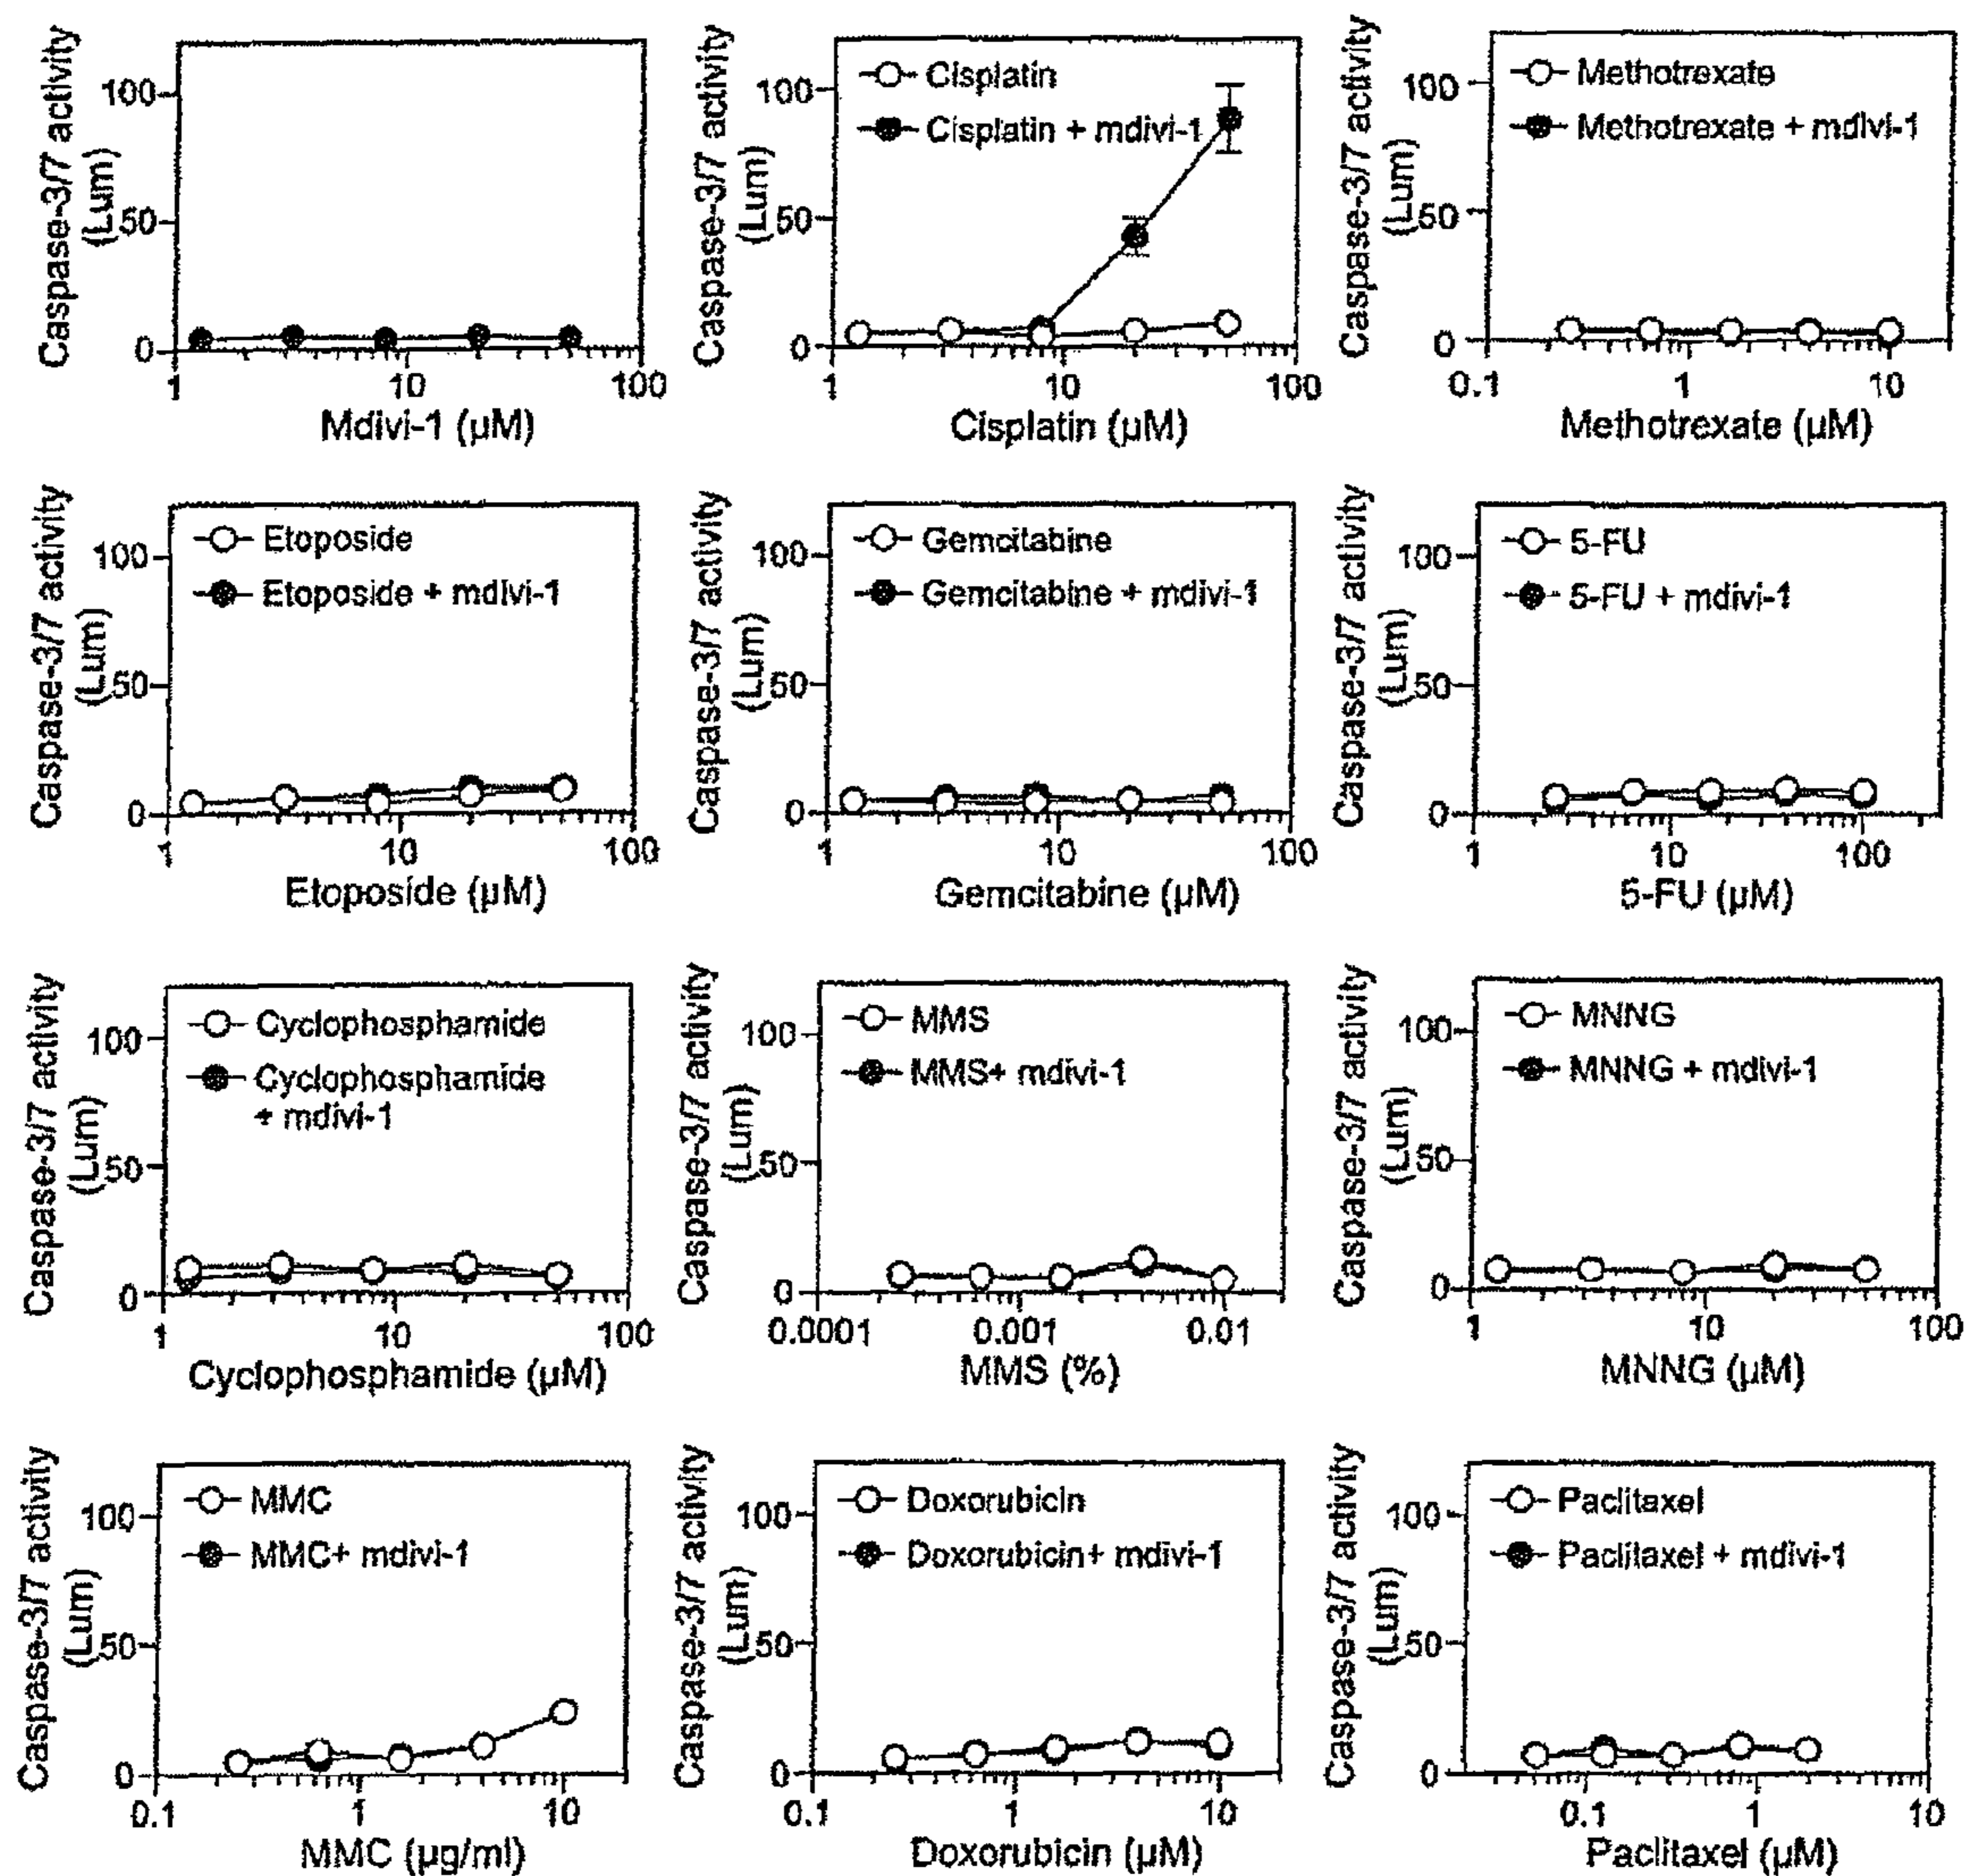 Caspase-3/7 activity
(Lum)
100
50
0
1
10
100
Mdivi-1 (µM)
Caspase-3/7 activity
(Lum)
100
50
0
Cisplatin
Cisplatin + mdivi-1
1
10
100
Cisplatin (µM)
Caspase-3/7 activity
(Lum)
100
50
0
Methotrexate
Methotrexate + mdivi-1
0.1
1
10
Methotrexate (µM)
Caspase-3/7 activity
(Lum)
100
50
0
Etoposide
Etoposide + mdivi-1
1
10
100
Etoposide (µM)
Caspase-3/7 activity
(Lum)
100
50
0
Gemcitabine
Gemcitabine + mdivi-1
1
10
100
Gemcitabine (µM)
Caspase-3/7 activity
(Lum)
100
50
0
5-FU
5-FU + mdivi-1
1
10
100
5-FU (µM)
Caspase-3/7 activity
(Lum)
100
50
0
Cyclophosphamide
Cyclophosphamide
+ mdivi-1
1
10
100
Cyclophosphamide (µM)
Caspase-3/7 activity
(Lum)
100
50
0
MMS
MMS+ mdivi-1
0.0001
0.001
0.01
MMS (%)
Caspase-3/7 activity
(Lum)
100
50
0
MNNG
MNNG + mdivi-1
1
10
100
MNNG (µM)
Caspase-3/7 activity
(Lum)
100
50
0
MMC
MMC+ mdivi-1
0.1
1
10
MMC (µg/ml)
Caspase-3/7 activity
(Lum)
100
50
0
Doxorubicin
Doxorubicin+ mdivi-1
0.1
1
10
Doxorubicin (µM)
Caspase-3/7 activity
(Lum)
100
50
0
Paclitaxel
Paclitaxel + mdivi-1
0.1
1
10
Paclitaxel (µM)